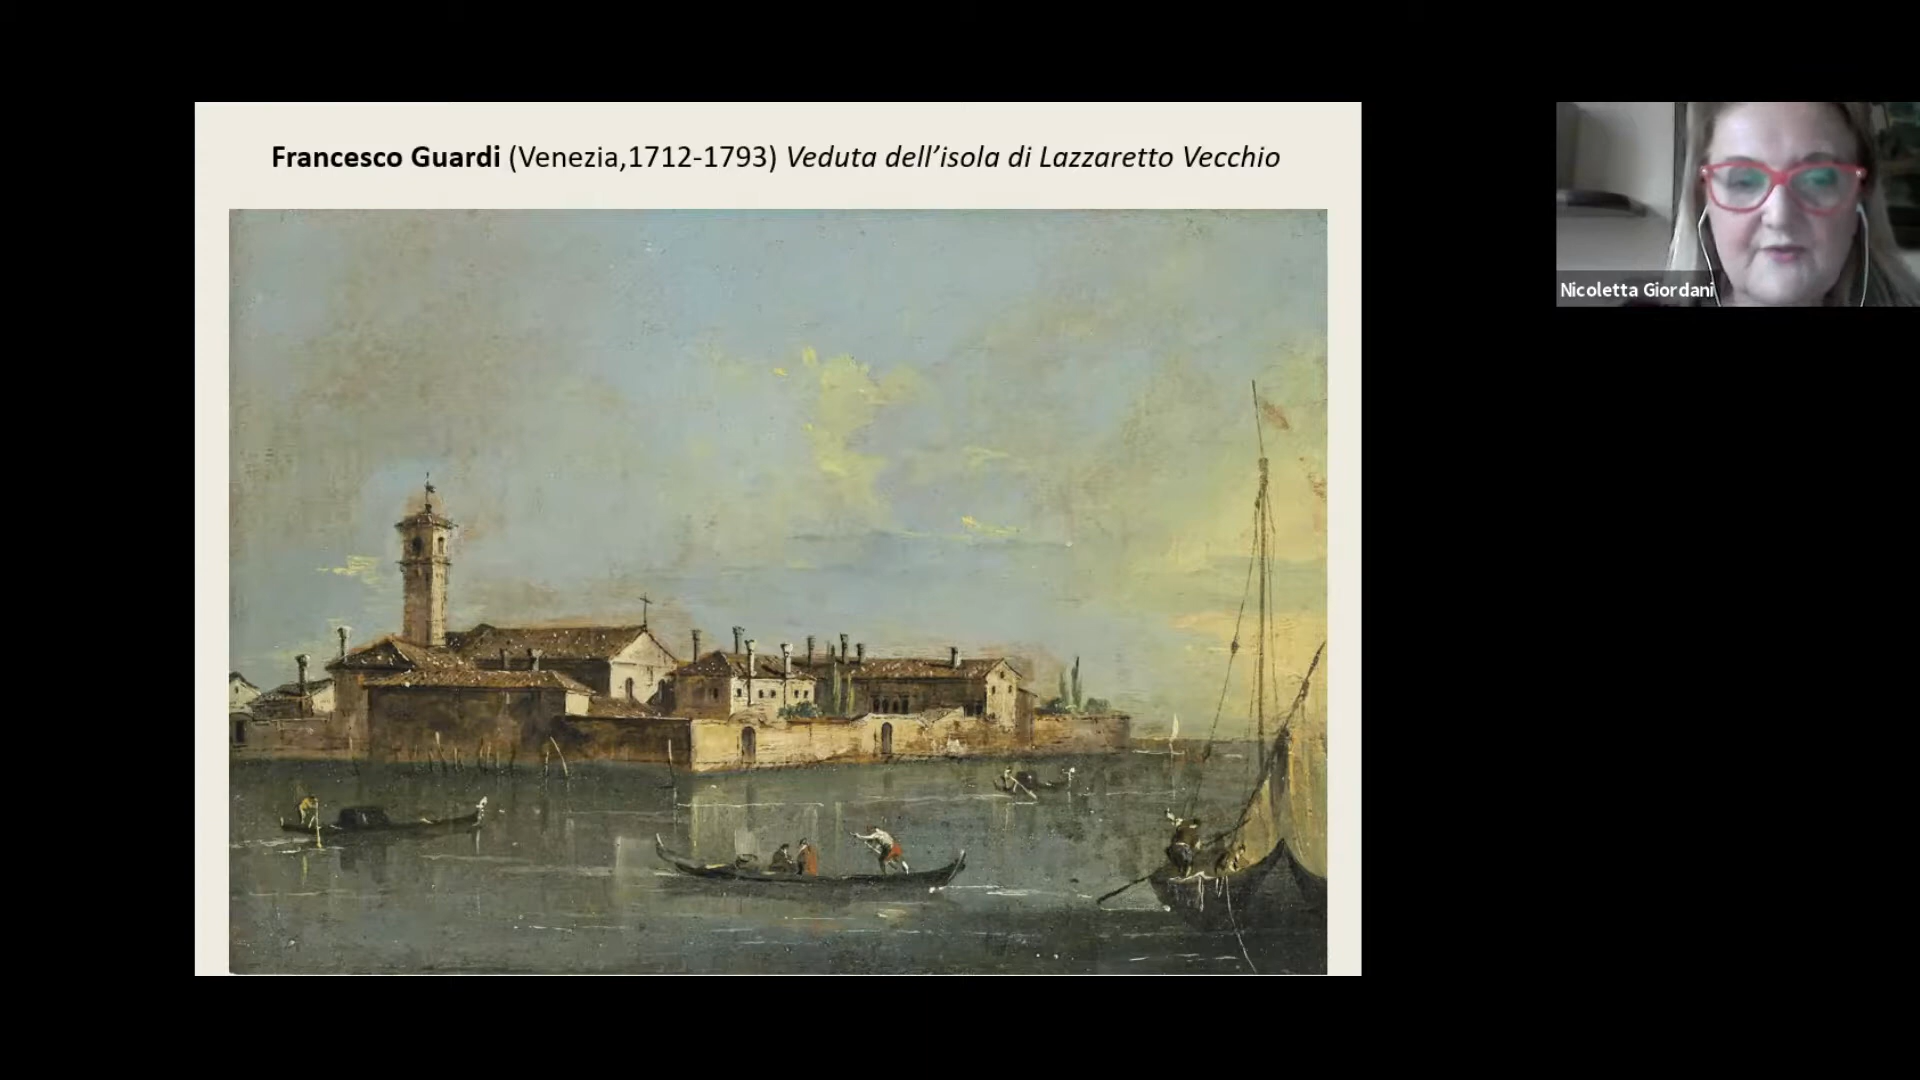 Francesco Guardi (Venezia,1712-1793) Veduta dell’isola di Lazzaretto Vecchio
Nicoletta Giordani